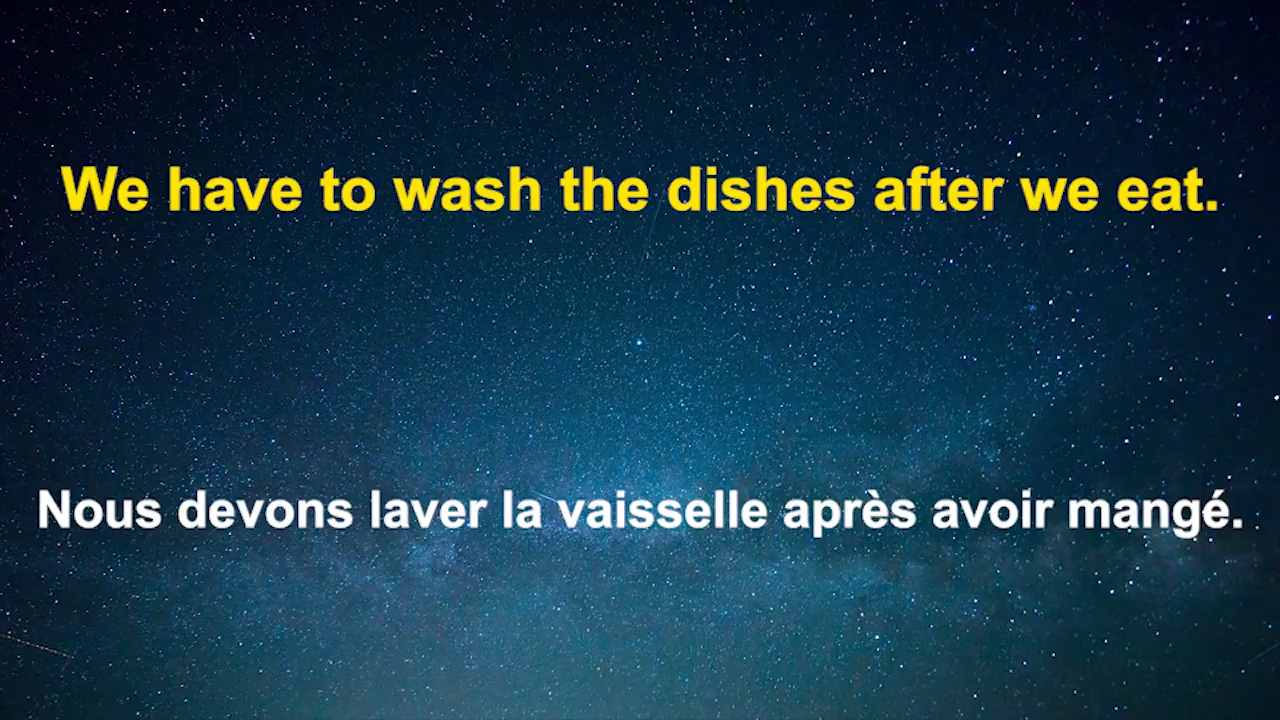 We have to wash the dishes after we eat.
Nous devons laver la vaisselle après avoir mangé.